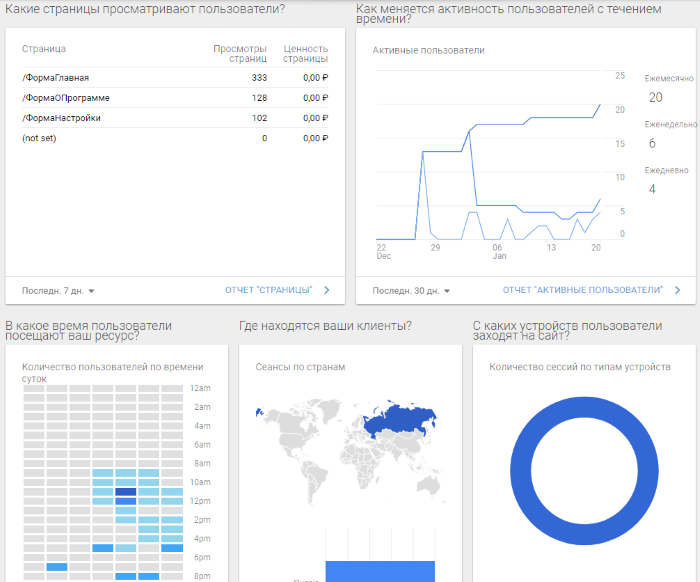 Какие страницы просматривают пользователи?
Страница
Просмотры страниц
Ценность страницы
/ФормаГлавная 333 0,00 ₽
/ФормаОПрограмме 128 0,00 ₽
/ФормаНастройки 102 0,00 ₽
(not set) 0 0,00 ₽
Последн. 7 дн.
ОТЧЕТ "СТРАНИЦЫ"
Как меняется активность пользователей с течением
времени?
Активные пользователи
25
20
15
10
5
0
22
Dec
29
06
Jan
13
20
Ежемесячно
20
Еженедельно
6
Ежедневно
4
Последн. 30 дн.
ОТЧЕТ "АКТИВНЫЕ ПОЛЬЗОВАТЕЛИ"
В какое время пользователи
посещают ваш ресурс?
Количество пользователей по времени
суток
12am
2am
4am
6am
8am
10am
12pm
2pm
4pm
6pm
8pm
Где находятся ваши клиенты?
Сеансы по странам
Russia
С каких устройств пользователи
заходят на сайт?
Количество сессий по типам устройств